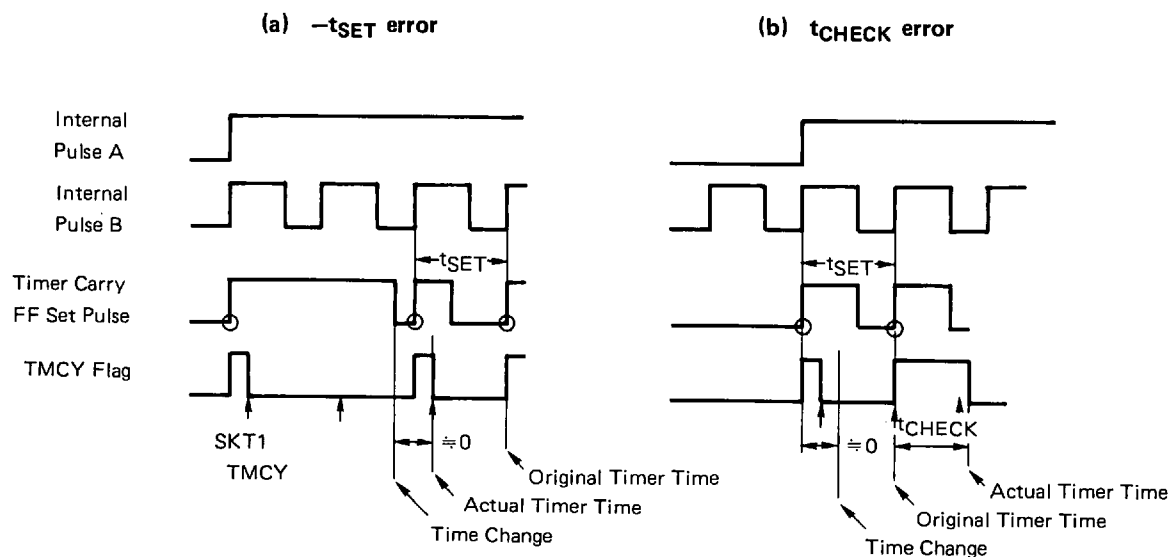 (a) –tSET error
(b) tCHECK error
Internal
Pulse A
Internal
Pulse B
tSET
Timer Carry
FF Set Pulse
TMCY Flag
SKT1
TMCY
≒0
Original Timer Time
Actual Timer Time
Time Change
tSET
tCHECK
≒0
Actual Timer Time
Original Timer Time
Time Change